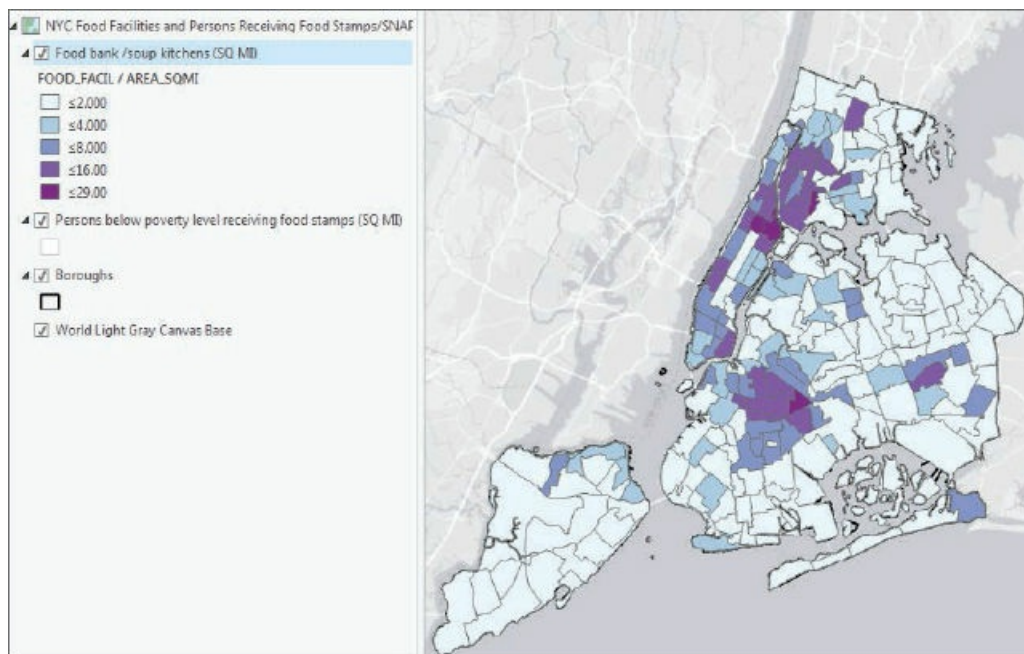 NYC Food Facilities and Persons Receiving Food Stamps/SNAP
Food bank /soup kitchens (SQ MI)
FOOD_FACIL / AREA_SQMI
≤2.000
≤4.000
≤8.000
≤16.00
≤29.00
Persons below poverty level receiving food stamps (SQ MI)
Boroughs
World Light Gray Canvas Base